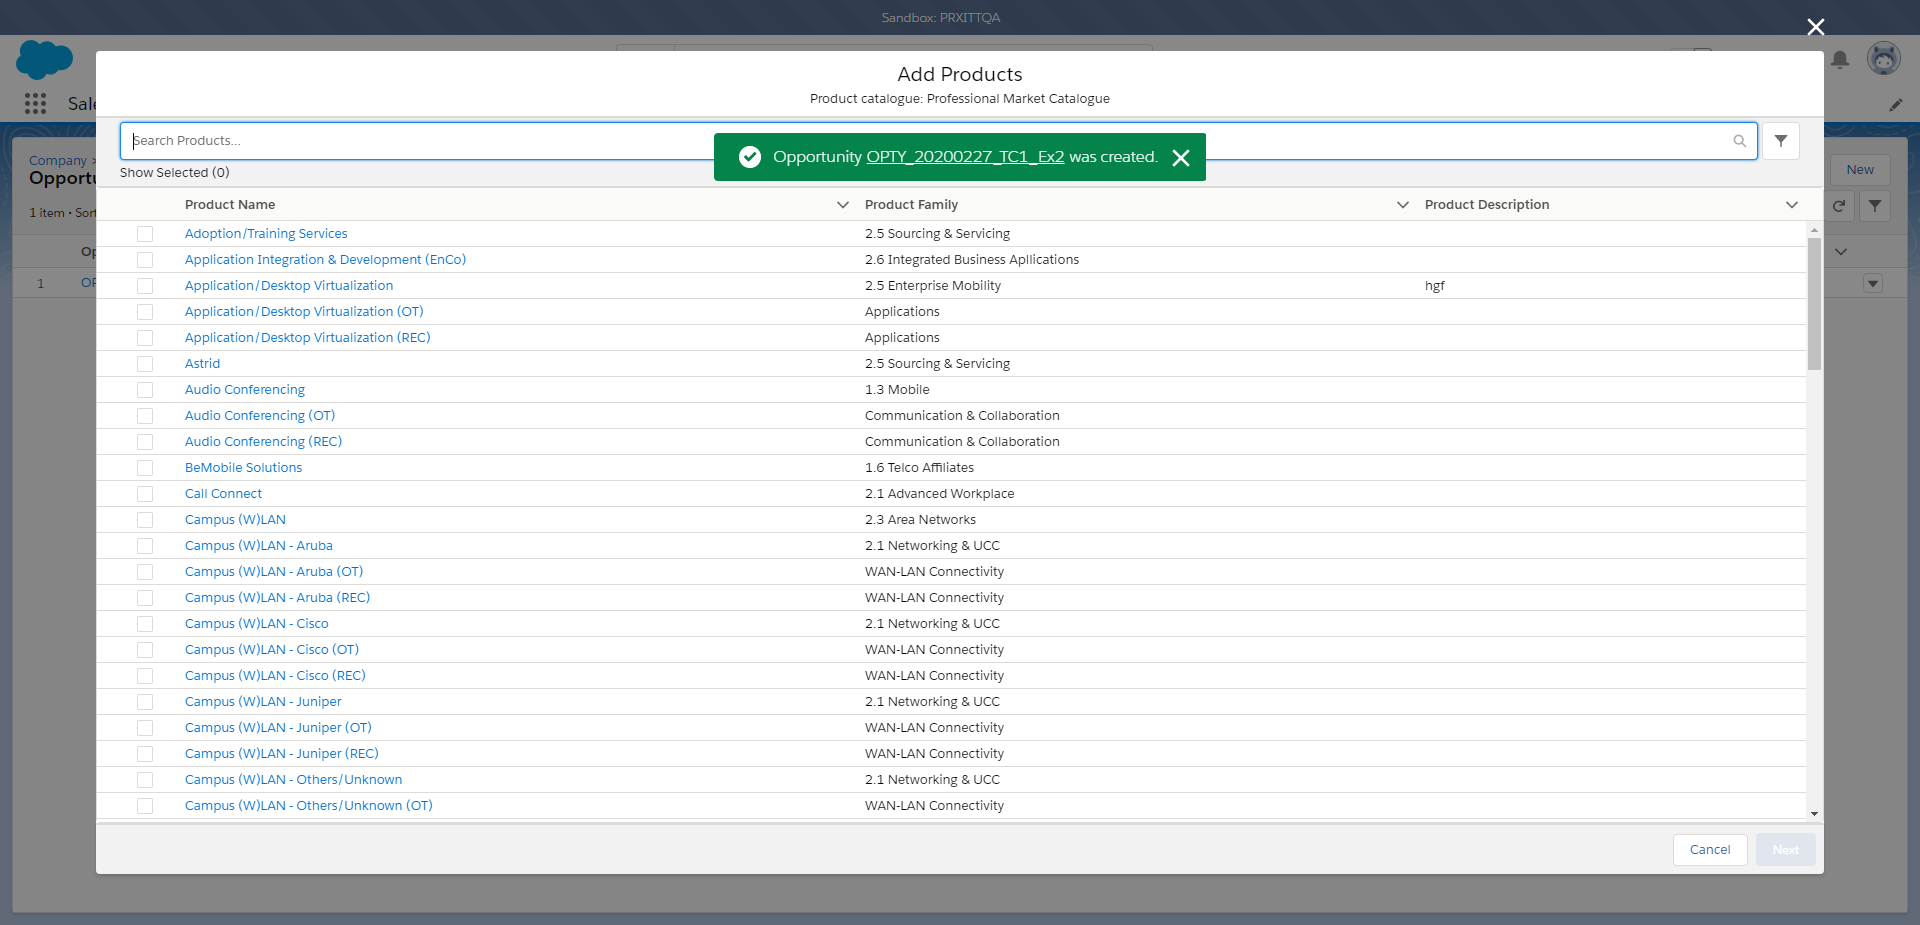 Sandbox: PRXITTQA
Add Products
Product catalogue: Professional Market Catalogue
Search Products...
Opportunity OPTY_20200227_TC1_Ex2 was created.
Show Selected (0)
Company >
New
1 item •
Product Name Product Family Product Description
Adoption/Training Services 2.5 Sourcing & Servicing
Application Integration & Development (EnCo) 2.6 Integrated Business Apllications
1 Application/Desktop Virtualization 2.5 Enterprise Mobility hgf
Application/Desktop Virtualization (OT) Applications
Application/Desktop Virtualization (REC) Applications
Astrid 2.5 Sourcing & Servicing
Audio Conferencing 1.3 Mobile
Audio Conferencing (OT) Communication & Collaboration
Audio Conferencing (REC) Communication & Collaboration
BeMobile Solutions 1.6 Telco Affiliates
Call Connect 2.1 Advanced Workplace
Campus (W)LAN 2.3 Area Networks
Campus (W)LAN - Aruba 2.1 Networking & UCC
Campus (W)LAN - Aruba (OT) WAN-LAN Connectivity
Campus (W)LAN - Aruba (REC) WAN-LAN Connectivity
Campus (W)LAN - Cisco 2.1 Networking & UCC
Campus (W)LAN - Cisco (OT) WAN-LAN Connectivity
Campus (W)LAN - Cisco (REC) WAN-LAN Connectivity
Campus (W)LAN - Juniper 2.1 Networking & UCC
Campus (W)LAN - Juniper (OT) WAN-LAN Connectivity
Campus (W)LAN - Juniper (REC) WAN-LAN Connectivity
Campus (W)LAN - Others/Unknown 2.1 Networking & UCC
Campus (W)LAN - Others/Unknown (OT) WAN-LAN Connectivity
Cancel Next